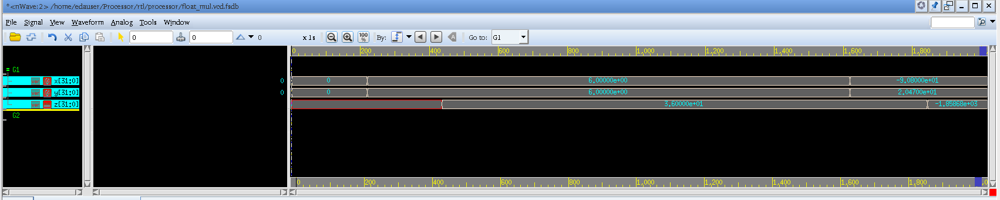 *<nWave:2> /home/edauser/Processor/rtl/processor/float_mul.vcd.fsdb
File Signal View Waveform Analog Tools Window
0 0 0 x 1s 100 % By: Go to: G1
0 200 400 600 800 1,000 1,200 1,400 1,600 1,800
= G1
var x[31:0] 0 0 6.00000e+00 -9.08000e+01
var y[31:0] 0 0 6.00000e+00 2.04700e+01
var z[31:0] 3.60000e+01 -1.85868e+03
G2
0 200 400 600 800 1,000 1,200 1,400 1,600 1,800